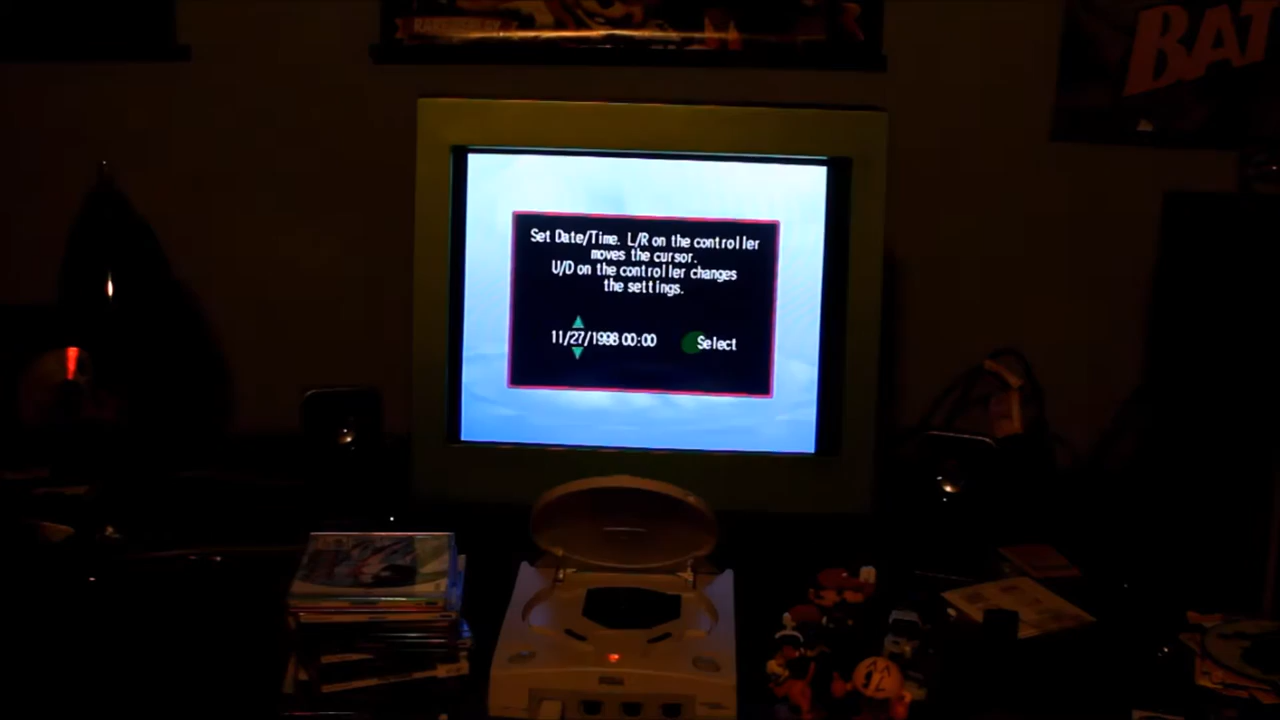 BAT
Set Date/Time. L/R on the controller
moves the cursor.
U/D on the controller changes
the settings.
11/27/1998 00:00
Select